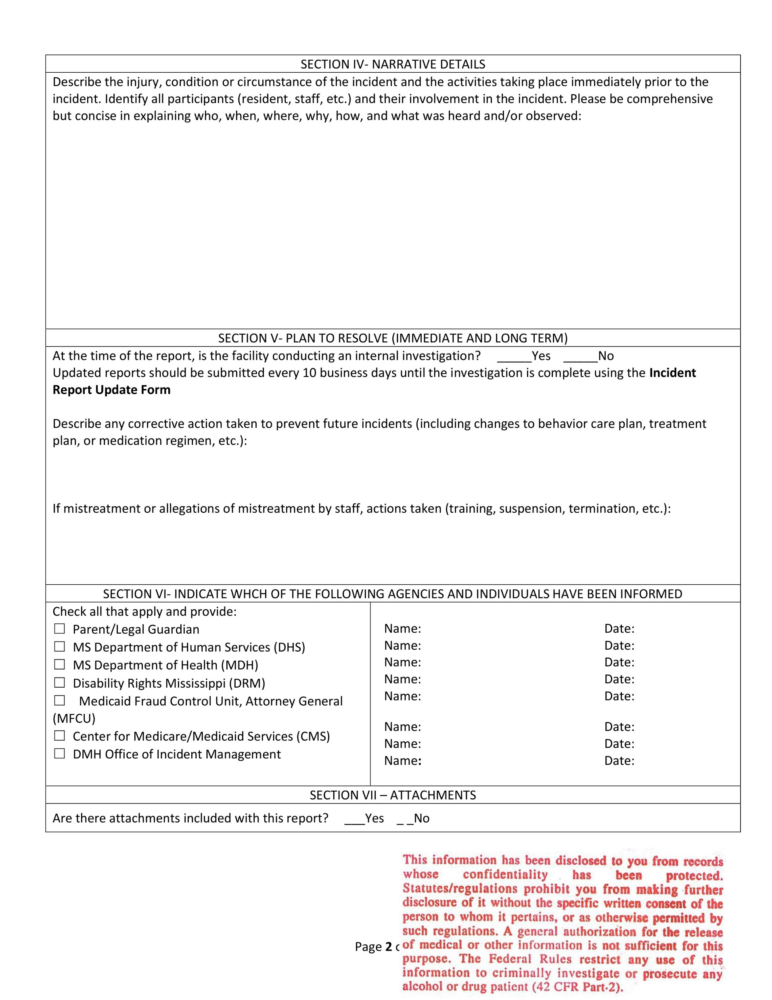 SECTION IV- NARRATIVE DETAILS
Describe the injury, condition or circumstance of the incident and the activities taking place immediately prior to the
incident. Identify all participants (resident, staff, etc.) and their involvement in the incident. Please be comprehensive
but concise in explaining who, when, where, why, how, and what was heard and/or observed:
SECTION V- PLAN TO RESOLVE (IMMEDIATE AND LONG TERM)
At the time of the report, is the facility conducting an internal investigation? _____Yes _____No
Updated reports should be submitted every 10 business days until the investigation is complete using the Incident
Report Update Form
Describe any corrective action taken to prevent future incidents (including changes to behavior care plan, treatment
plan, or medication regimen, etc.):
If mistreatment or allegations of mistreatment by staff, actions taken (training, suspension, termination, etc.):
SECTION VI- INDICATE WHCH OF THE FOLLOWING AGENCIES AND INDIVIDUALS HAVE BEEN INFORMED
Check all that apply and provide:
☐ Parent/Legal Guardian Name: Date:
☐ MS Department of Human Services (DHS) Name: Date:
☐ MS Department of Health (MDH) Name: Date:
☐ Disability Rights Mississippi (DRM) Name: Date:
☐ Medicaid Fraud Control Unit, Attorney General Name: Date:
(MFCU)
☐ Center for Medicare/Medicaid Services (CMS) Name: Date:
☐ DMH Office of Incident Management Name: Date:
Name: Date:
SECTION VII – ATTACHMENTS
Are there attachments included with this report? ___Yes _ _No
This information has been disclosed to you from records
whose confidentiality has been protected.
Statutes/regulations prohibit you from making further
disclosure of it without the specific written consent of the
person to whom it pertains, or as otherwise permitted by
such regulations. A general authorization for the release
of medical or other information is not sufficient for this
purpose. The Federal Rules restrict any use of this
information to criminally investigate or prosecute any
alcohol or drug patient (42 CFR Part-2).
Page 2